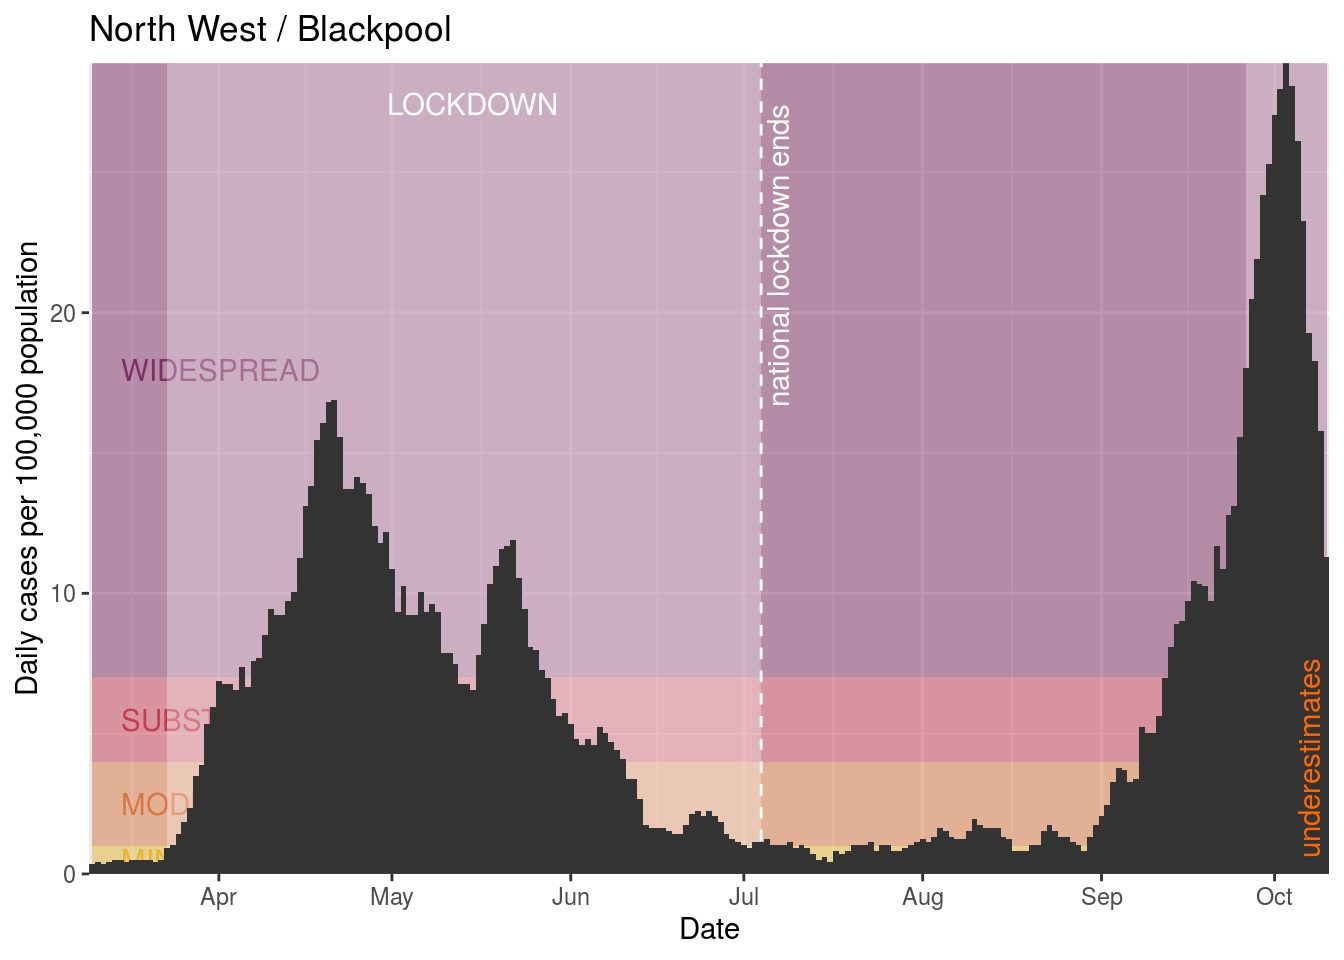 North West / Blackpool
LOCKDOWN
national lockdown ends
WIDESPREAD
SUBST
MOD
MIN
underestimates
Daily cases per 100,000 population
20
10
0
Apr
May
Jun
Jul
Aug
Sep
Oct
Date